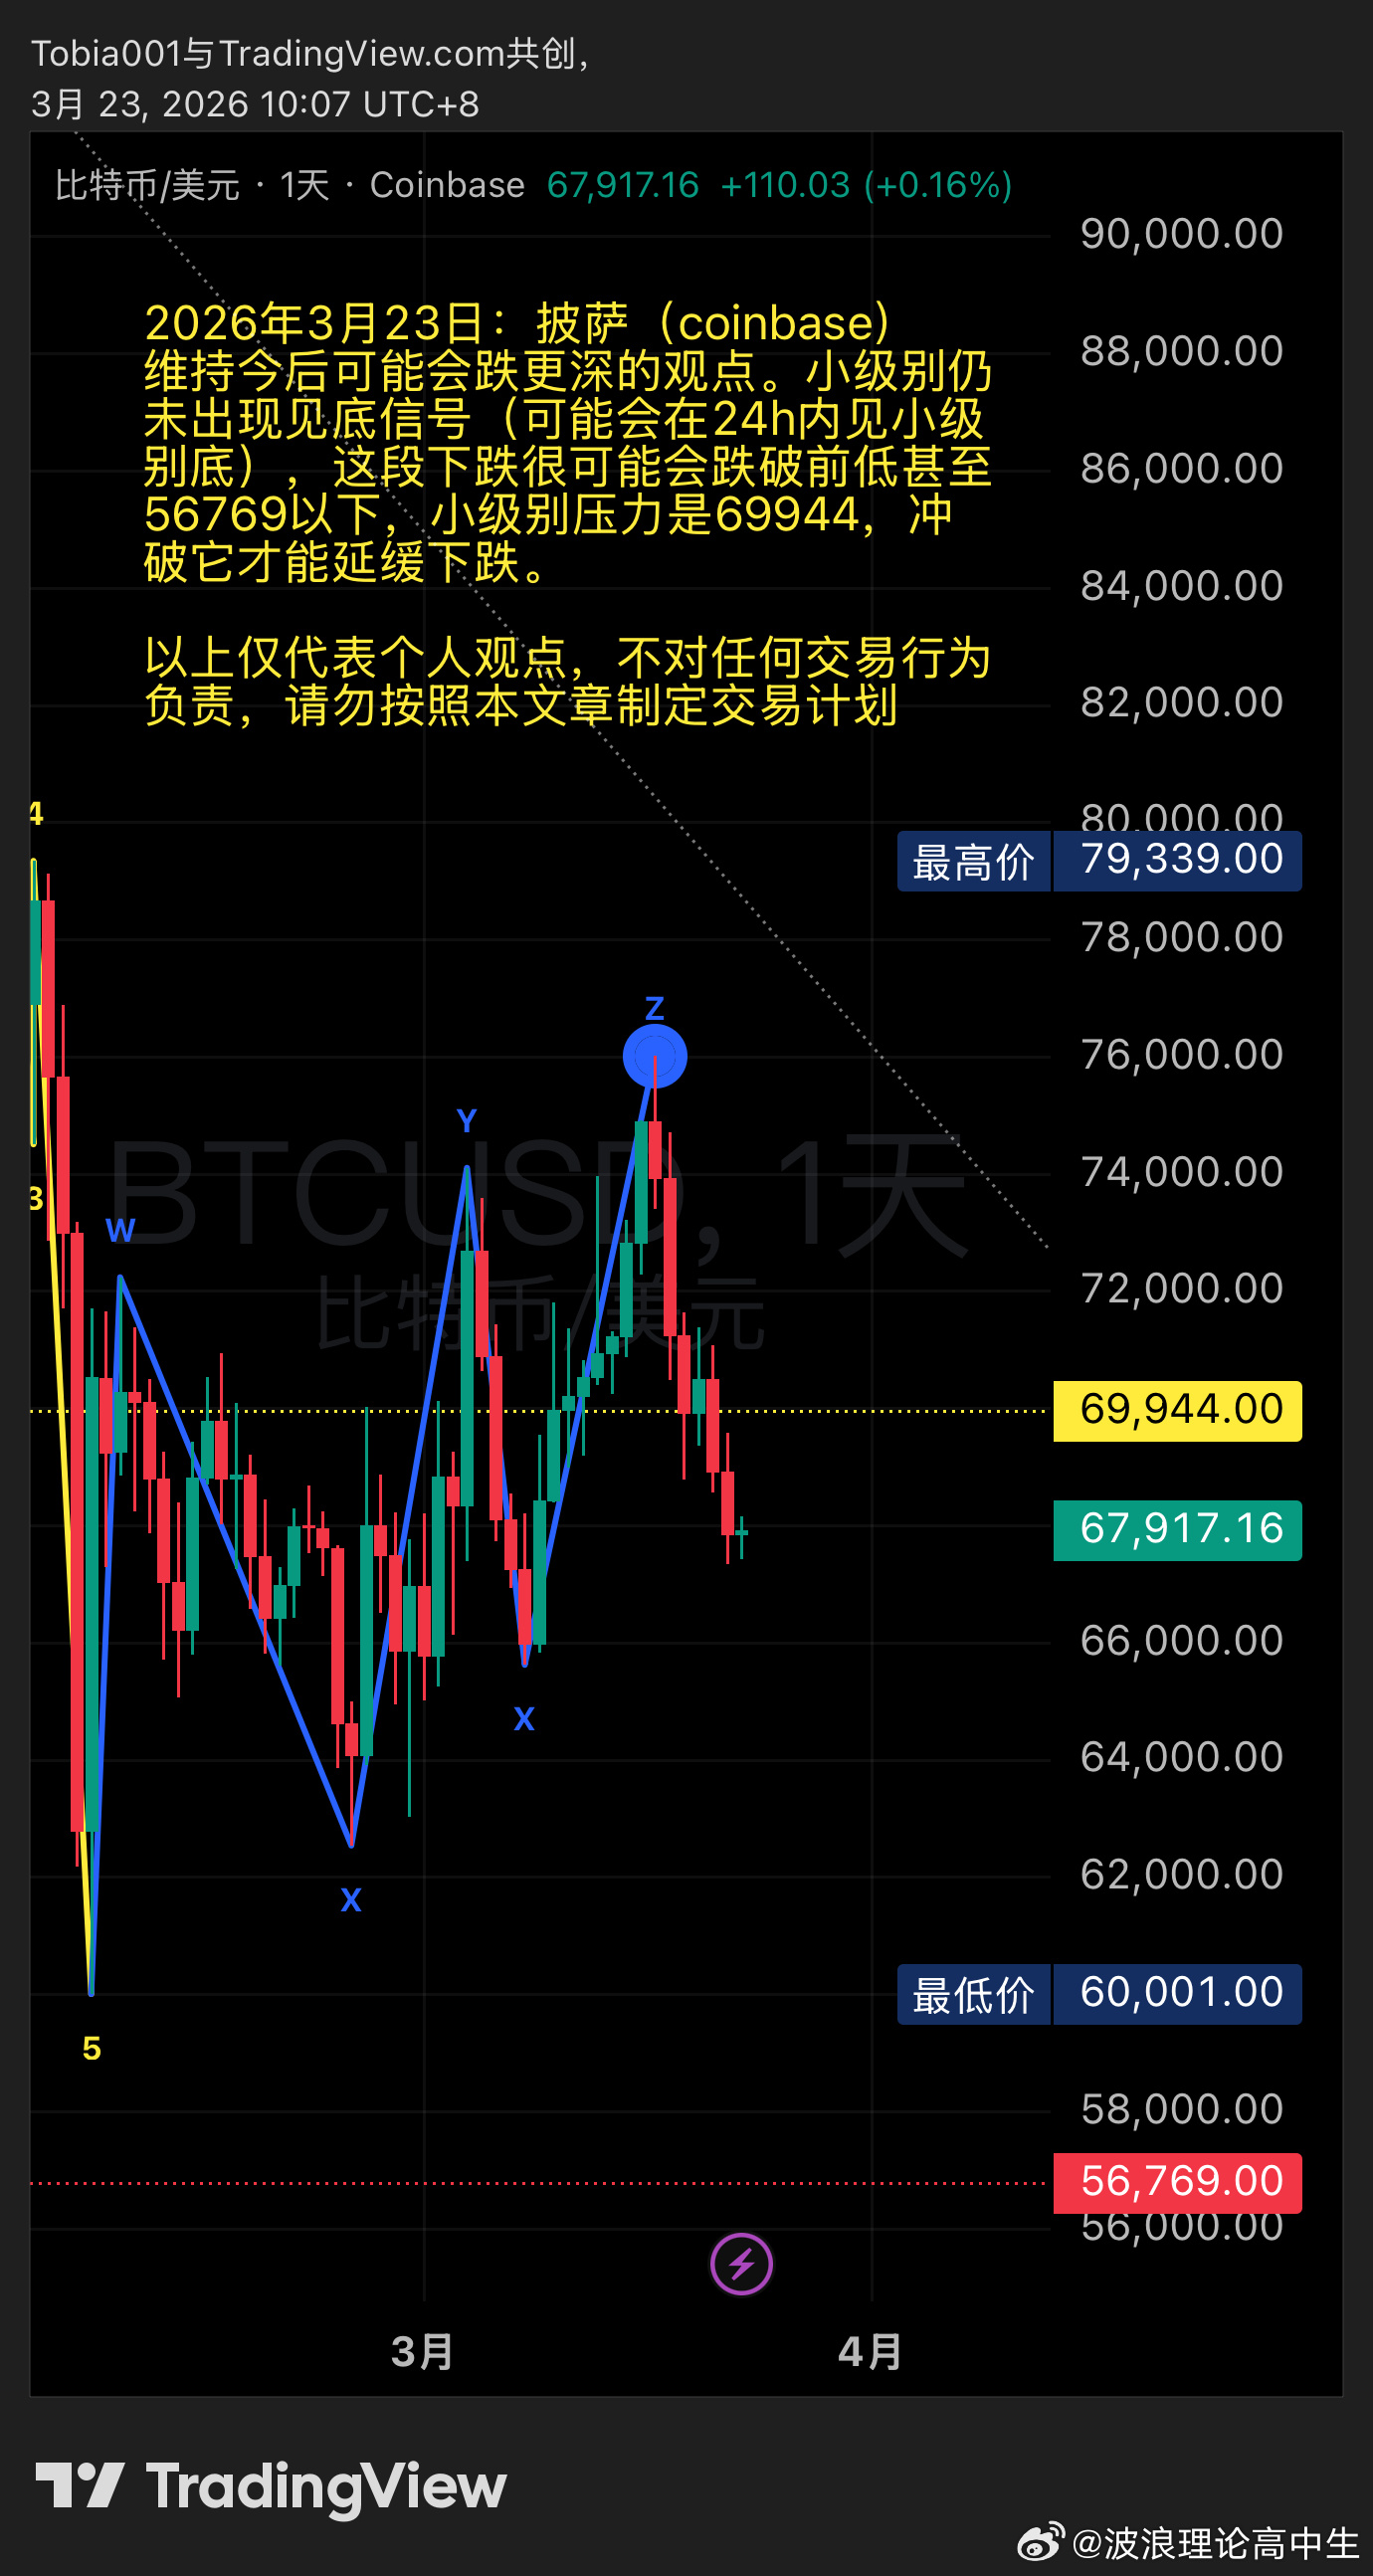 Tobia001与TradingView.com共创,
3月 23, 2026 10:07 UTC+8
比特币/美元 · 1天 · Coinbase 67,917.16 +110.03 (+0.16%)
90,000.00
2026年3月23日：披萨（coinbase）
维持今后可能会跌更深的观点。小级别仍
未出现见底信号（可能会在24h内见小级
别底），这段下跌很可能会跌破前低甚至
56769以下，小级别压力是69944，冲
破它才能延缓下跌。
以上仅代表个人观点，不对任何交易行为
负责，请勿按照本文章制定交易计划
88,000.00
86,000.00
84,000.00
82,000.00
80,000.00
最高价 79,339.00
78,000.00
76,000.00
74,000.00
72,000.00
69,944.00
67,917.16
66,000.00
64,000.00
62,000.00
最低价 60,001.00
58,000.00
56,769.00
56,000.00
4
3
W
Y
Z
X
X
5
BTCUSD, 1天
比特币/美元
3月
4月
TradingView
@波浪理论高中生